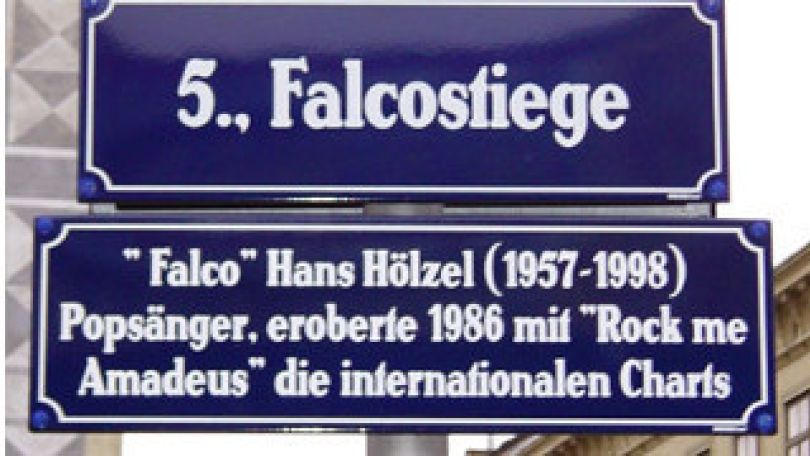 5., Falcostiege
"Falco" Hans Hölzel (1957-1998)
Popsänger, eroberte 1986 mit "Rock me
Amadeus" die internationalen Charts